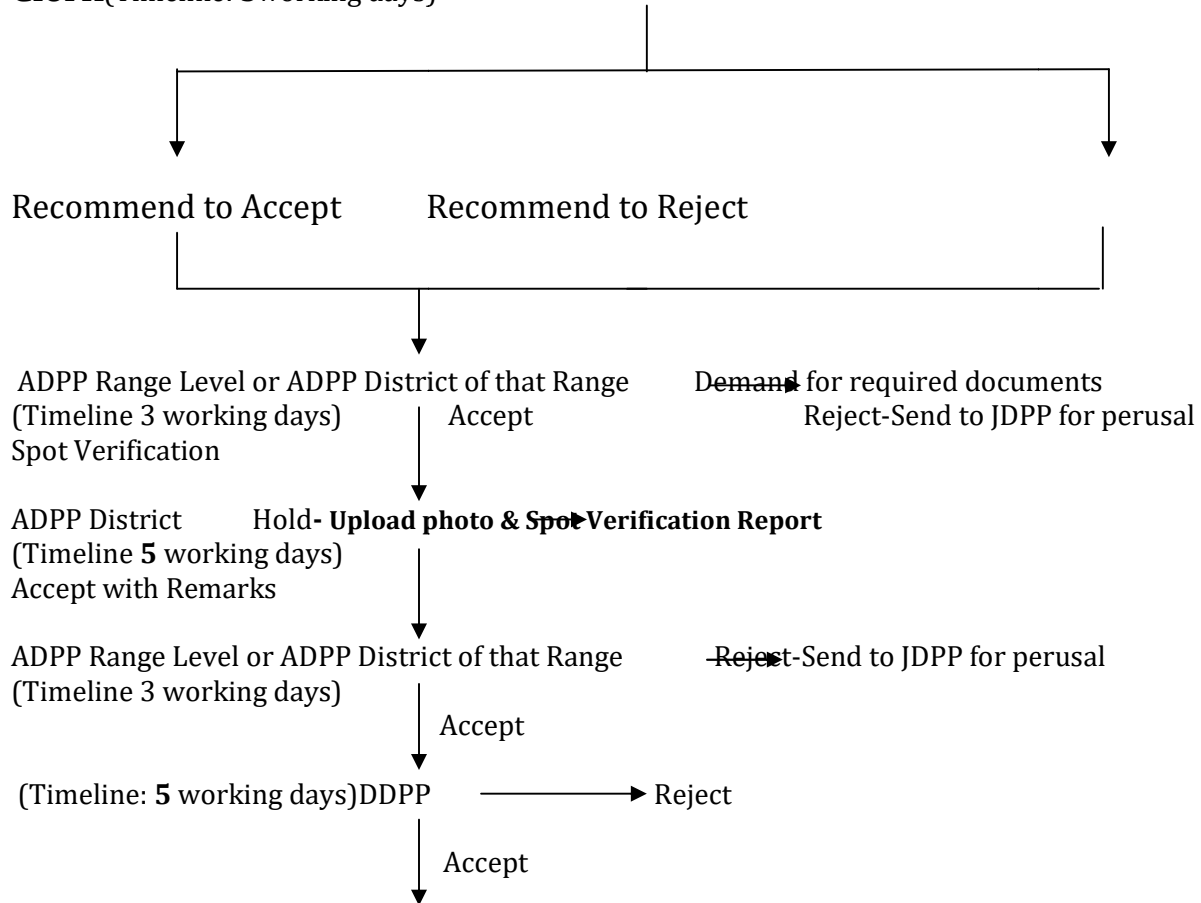 (Timeline: 3working days)
Recommend to Accept Recommend to Reject
ADPP Range Level or ADPP District of that Range Demand for required documents
(Timeline 3 working days) Accept Reject-Send to JDPP for perusal
Spot Verification
ADPP District Hold- Upload photo & Spot Verification Report
(Timeline 5 working days)
Accept with Remarks
ADPP Range Level or ADPP District of that Range Reject-Send to JDPP for perusal
(Timeline 3 working days)
Accept
(Timeline: 5 working days)DDPP Reject
Accept